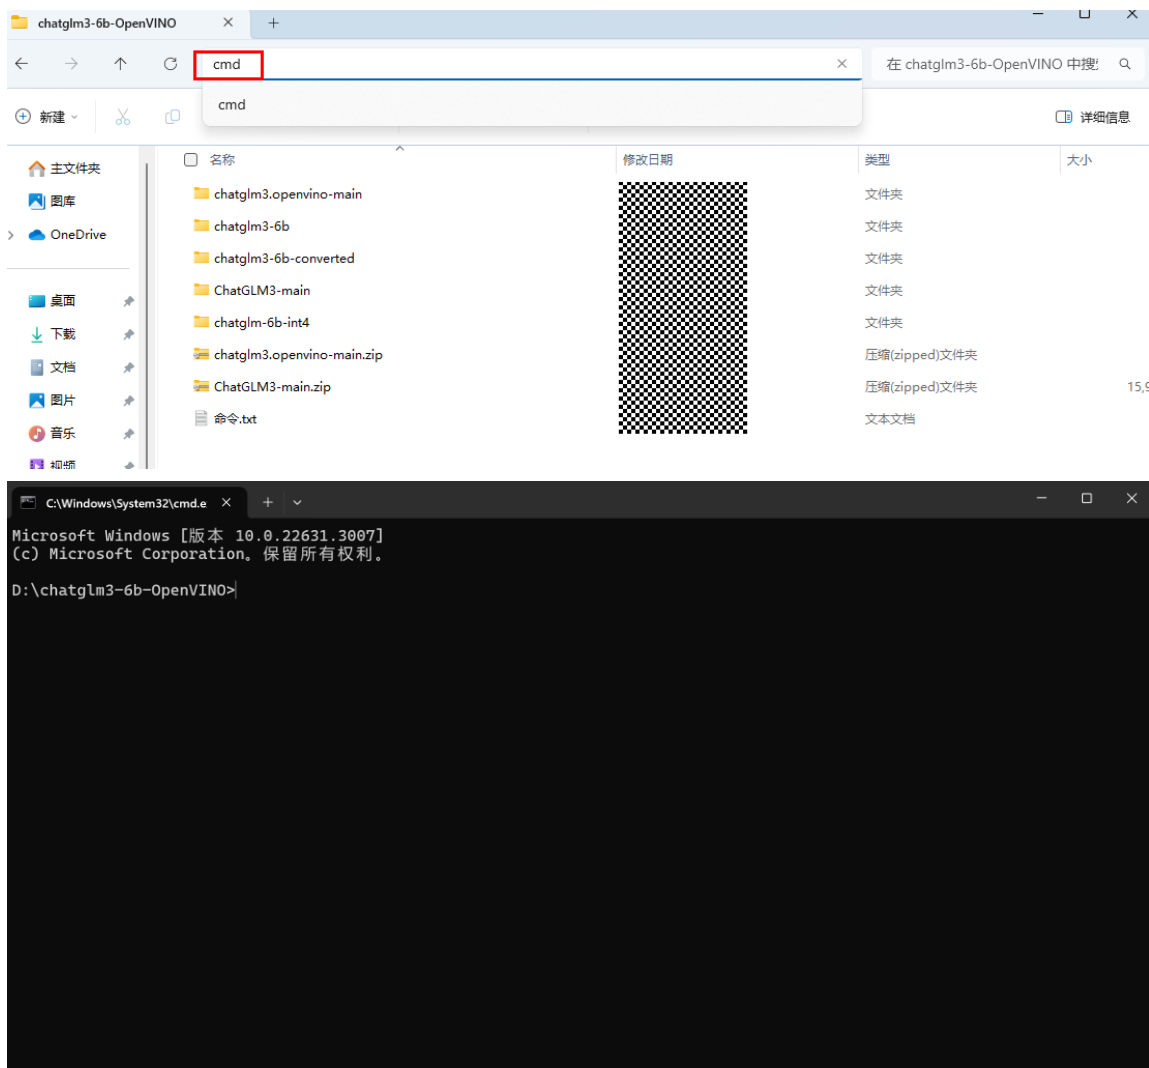 chatglm3-6b-OpenVINO
cmd
在 chatglm3-6b-OpenVINO 中搜
cmd
新建
详细信息
名称 修改日期 类型 大小
主文件夹
图库
OneDrive
桌面
下载
文档
图片
音乐
视频
chatglm3.openvino-main 文件夹
chatglm3-6b 文件夹
chatglm3-6b-converted 文件夹
ChatGLM3-main 文件夹
chatglm-6b-int4 文件夹
chatglm3.openvino-main.zip 压缩(zipped)文件夹
ChatGLM3-main.zip 压缩(zipped)文件夹 15,9
命令.txt 文本文档
C:\Windows\System32\cmd.e
Microsoft Windows [版本 10.0.22631.3007]
(c) Microsoft Corporation。保留所有权利。
D:\chatglm3-6b-OpenVINO>